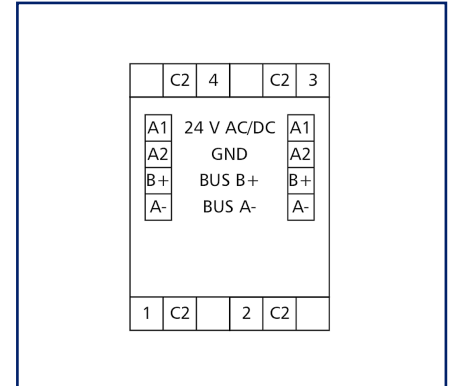 C2 4 C2 3
A1 24 V AC/DC A1
A2 GND A2
B+ BUS B+ B+
A- BUS A- A-
1 C2 2 C2